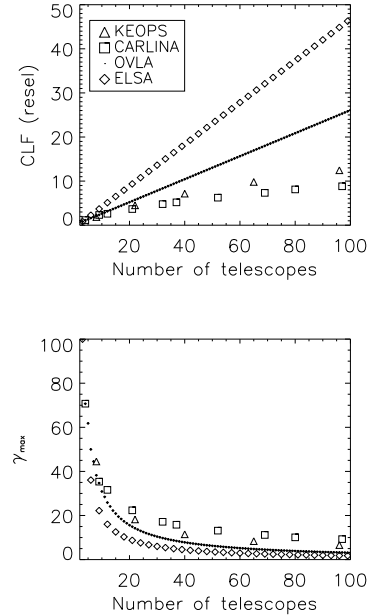 50
40
30
20
10
0
CLF (resel)
KEOPS
CARLINA
OVLA
ELSA
20 40 60 80 100
Number of telescopes
100
80
60
40
20
0
γmax
20 40 60 80 100
Number of telescopes